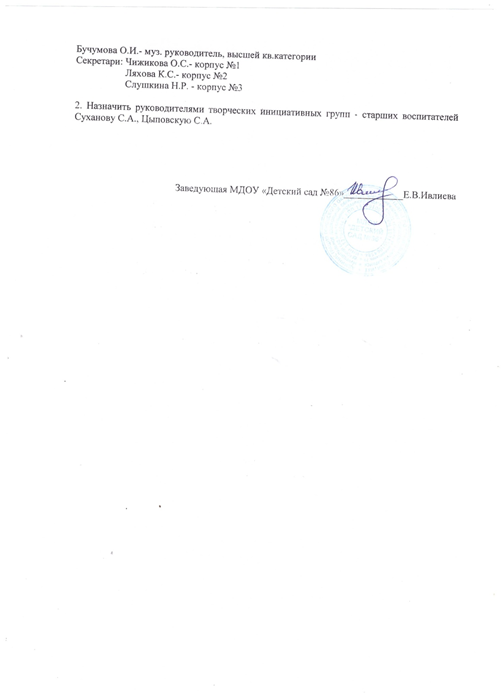 Бучумова О.И.- муз. руководитель, высшей кв.категории
Секретари: Чижикова О.С.- корпус №1
Ляхова К.С.- корпус №2
Слушкина Н.Р. - корпус №3
2. Назначить руководителями творческих инициативных групп - старших воспитателей
Суханову С.А., Цыповскую С.А.
Заведующая МДОУ «Детский сад №86» Е.В.Ивлиева